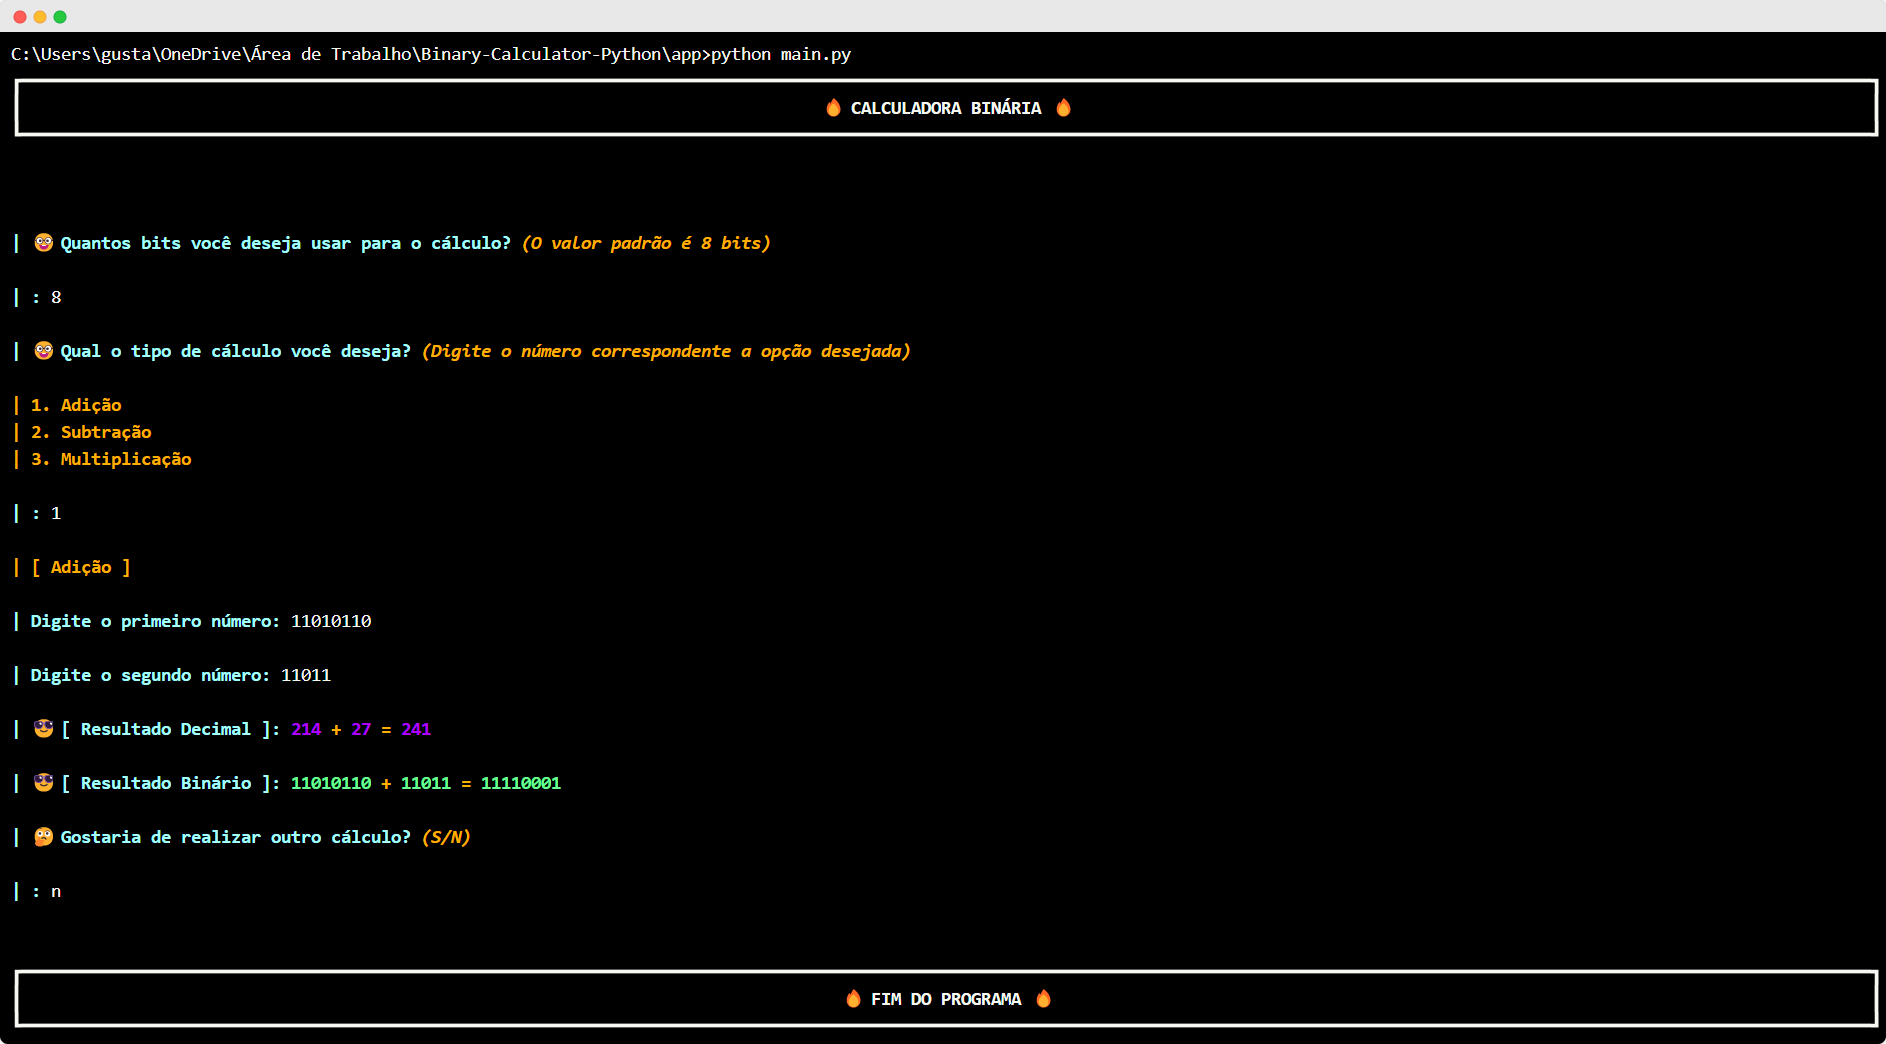 C:\Users\gusta\OneDrive\Área de Trabalho\Binary-Calculator-Python\app>python main.py
🔥 CALCULADORA BINÁRIA 🔥
| 🤓 Quantos bits você deseja usar para o cálculo? (O valor padrão é 8 bits)
| : 8
| 🤓 Qual o tipo de cálculo você deseja? (Digite o número correspondente a opção desejada)
| 1. Adição
| 2. Subtração
| 3. Multiplicação
| : 1
| [ Adição ]
| Digite o primeiro número: 11010110
| Digite o segundo número: 11011
| 😎 [ Resultado Decimal ]: 214 + 27 = 241
| 😎 [ Resultado Binário ]: 11010110 + 11011 = 11110001
| 🤔 Gostaria de realizar outro cálculo? (S/N)
| : n
🔥 FIM DO PROGRAMA 🔥